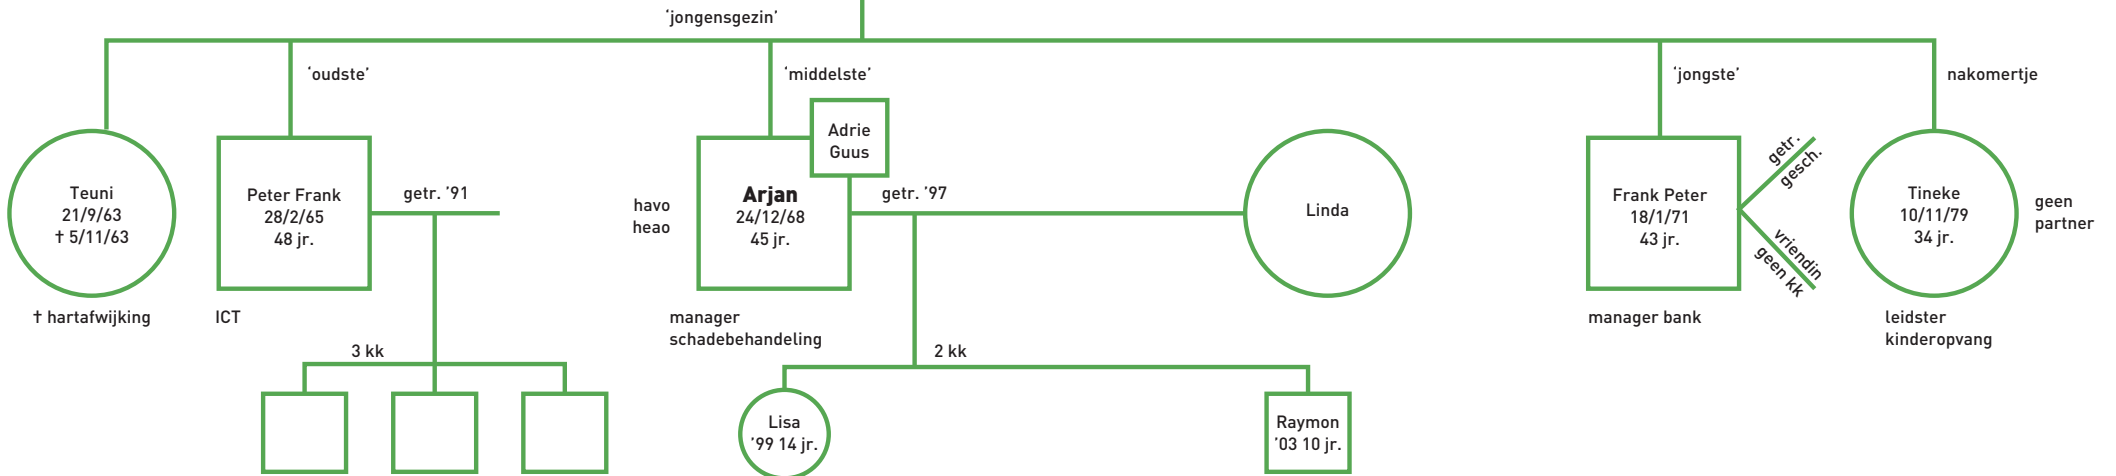 ‘jongensgezin’
‘oudste’
‘middelste’
‘jongste’
nakomertje
Teuni
21/9/63
† 5/11/63
† hartafwijking
Peter Frank
28/2/65
48 jr.
ICT
getr. ’91
3 kk
havo
heao
Adrie
Guus
Arjan
24/12/68
45 jr.
manager
schadebehandeling
getr. ’97
2 kk
Linda
Lisa
’99 14 jr.
Raymon
’03 10 jr.
Frank Peter
18/1/71
43 jr.
manager bank
getr.
gesch.
vriendin
geen kk
Tineke
10/11/79
34 jr.
leidster
kinderopvang
geen
partner